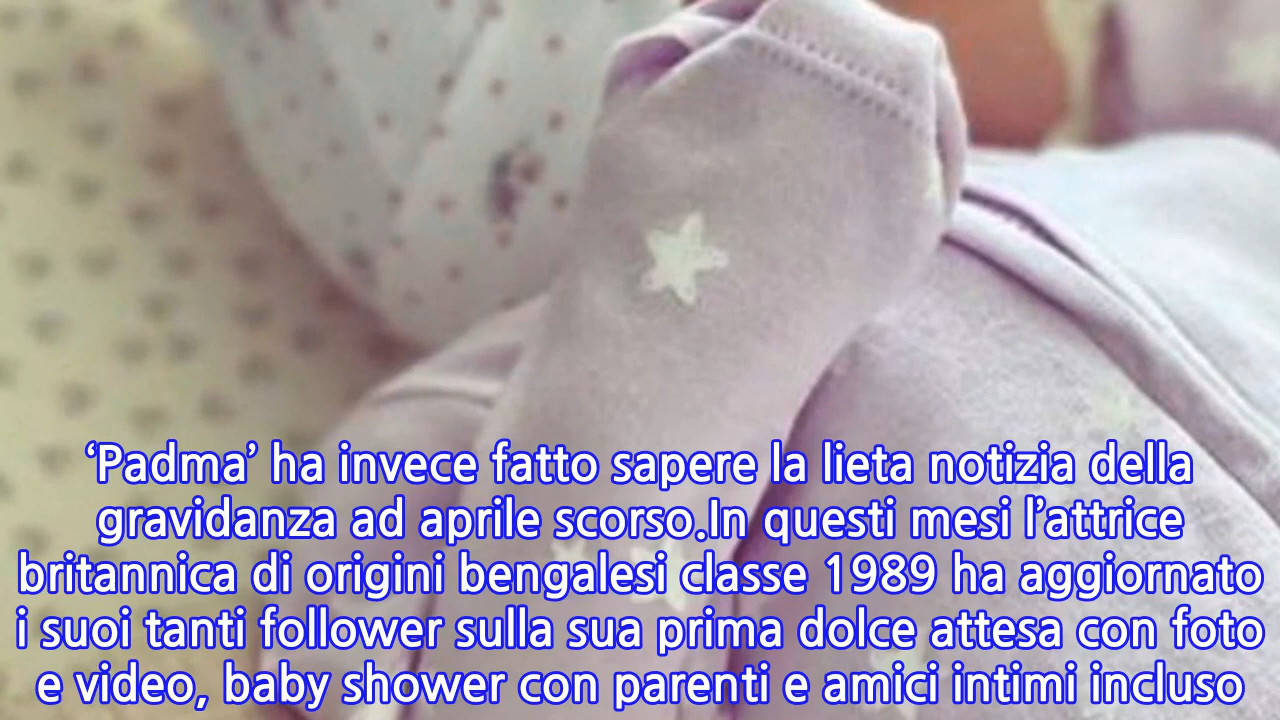 ‘Padma’ ha invece fatto sapere la lieta notizia della
gravidanza ad aprile scorso.In questi mesi l’attrice
britannica di origini bengalesi classe 1989 ha aggiornato
i suoi tanti follower sulla sua prima dolce attesa con foto
e video, baby shower con parenti e amici intimi incluso